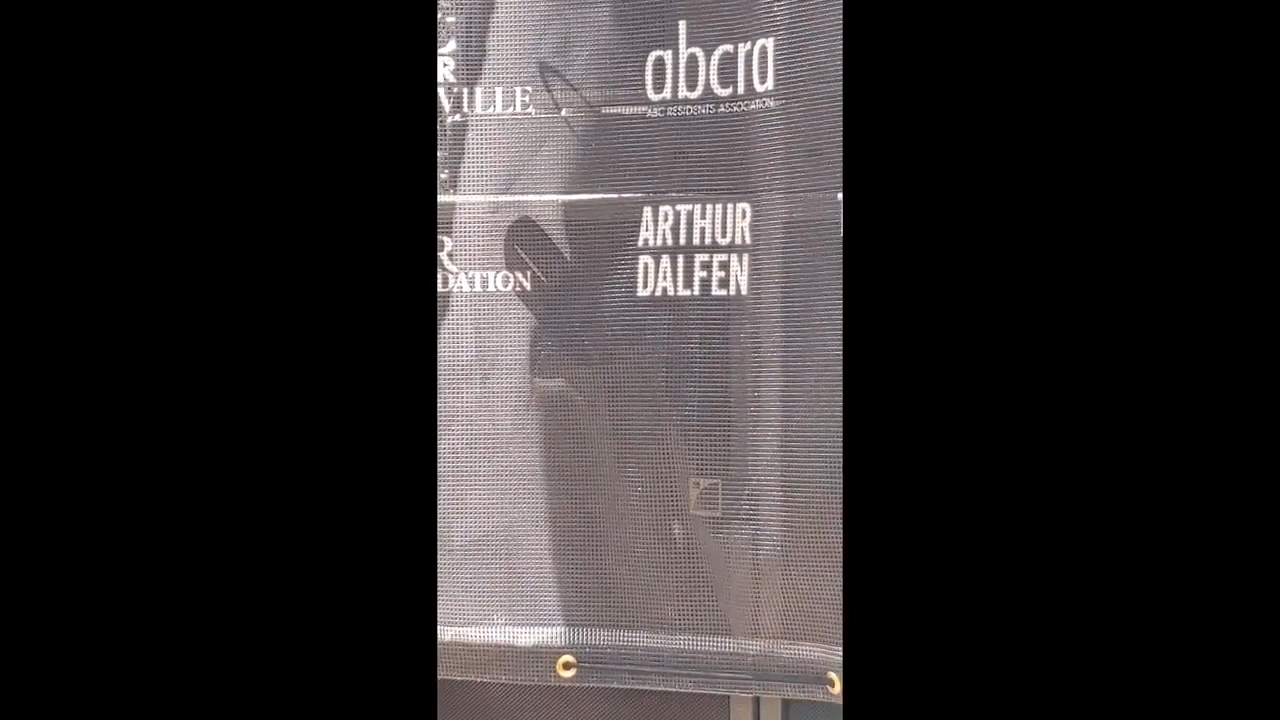 R
VILLE
abcra
ABC RESIDENTS ASSOCIATION
R
DATION
ARTHUR
DALFEN